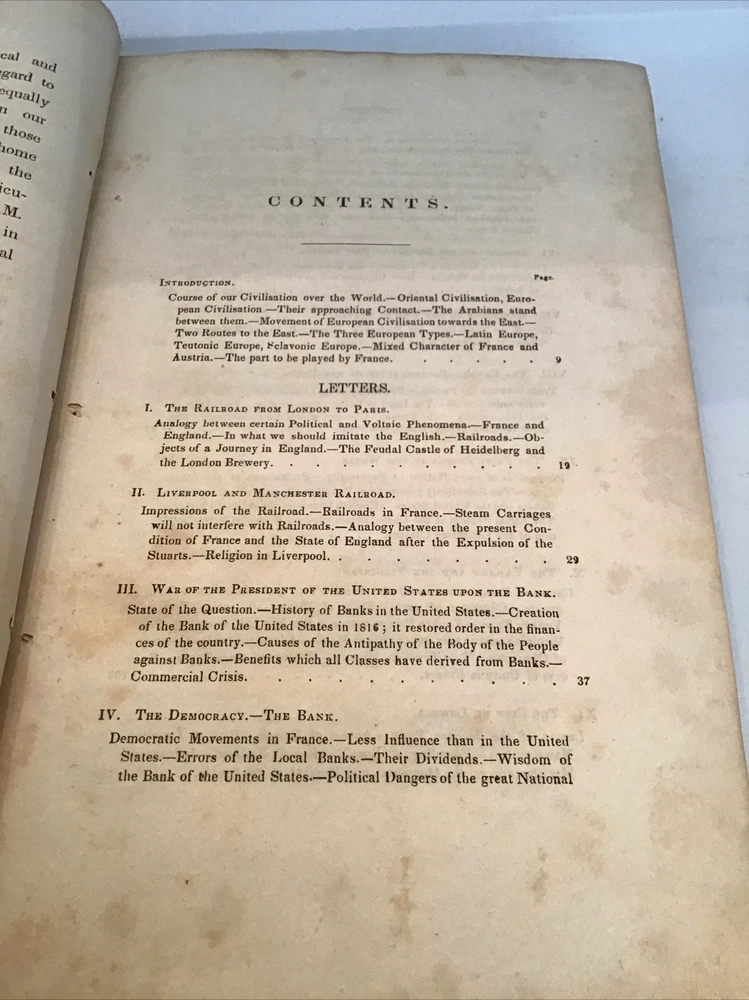 cal and
egard to
equally
n our
those
home
the
icu-
M.
in
al
CONTENTS.
Page.
INTRODUCTION.
Course of our Civilisation over the World.—Oriental Civilisation, Euro-
pean Civilisation.—Their approaching Contact.—The Arabians stand
between them.—Movement of European Civilisation towards the East.—
Two Routes to the East.—The Three European Types.—Latin Europe,
Teutonic Europe, Sclavonic Europe.—Mixed Character of France and
Austria.—The part to be played by France. . . . . . 9
LETTERS.
I. THE RAILROAD FROM LONDON TO PARIS.
Analogy between certain Political and Voltaic Phenomena.—France and
England.—In what we should imitate the English.—Railroads.—Ob-
jects of a Journey in England.—The Feudal Castle of Heidelberg and
the London Brewery. . . . . . . . . . . 19
II. LIVERPOOL AND MANCHESTER RAILROAD.
Impressions of the Railroad.—Railroads in France.—Steam Carriages
will not interfere with Railroads.—Analogy between the present Con-
dition of France and the State of England after the Expulsion of the
Stuarts.—Religion in Liverpool. . . . . . . . . 29
III. WAR OF THE PRESIDENT OF THE UNITED STATES UPON THE BANK.
State of the Question.—History of Banks in the United States.—Creation
of the Bank of the United States in 1816; it restored order in the finan-
ces of the country.—Causes of the Antipathy of the Body of the People
against Banks.—Benefits which all Classes have derived from Banks.—
Commercial Crisis. . . . . . . . . . . 37
IV. THE DEMOCRACY.—THE BANK.
Democratic Movements in France.—Less Influence than in the United
States.—Errors of the Local Banks.—Their Dividends.—Wisdom of
the Bank of the United States.—Political Dangers of the great National